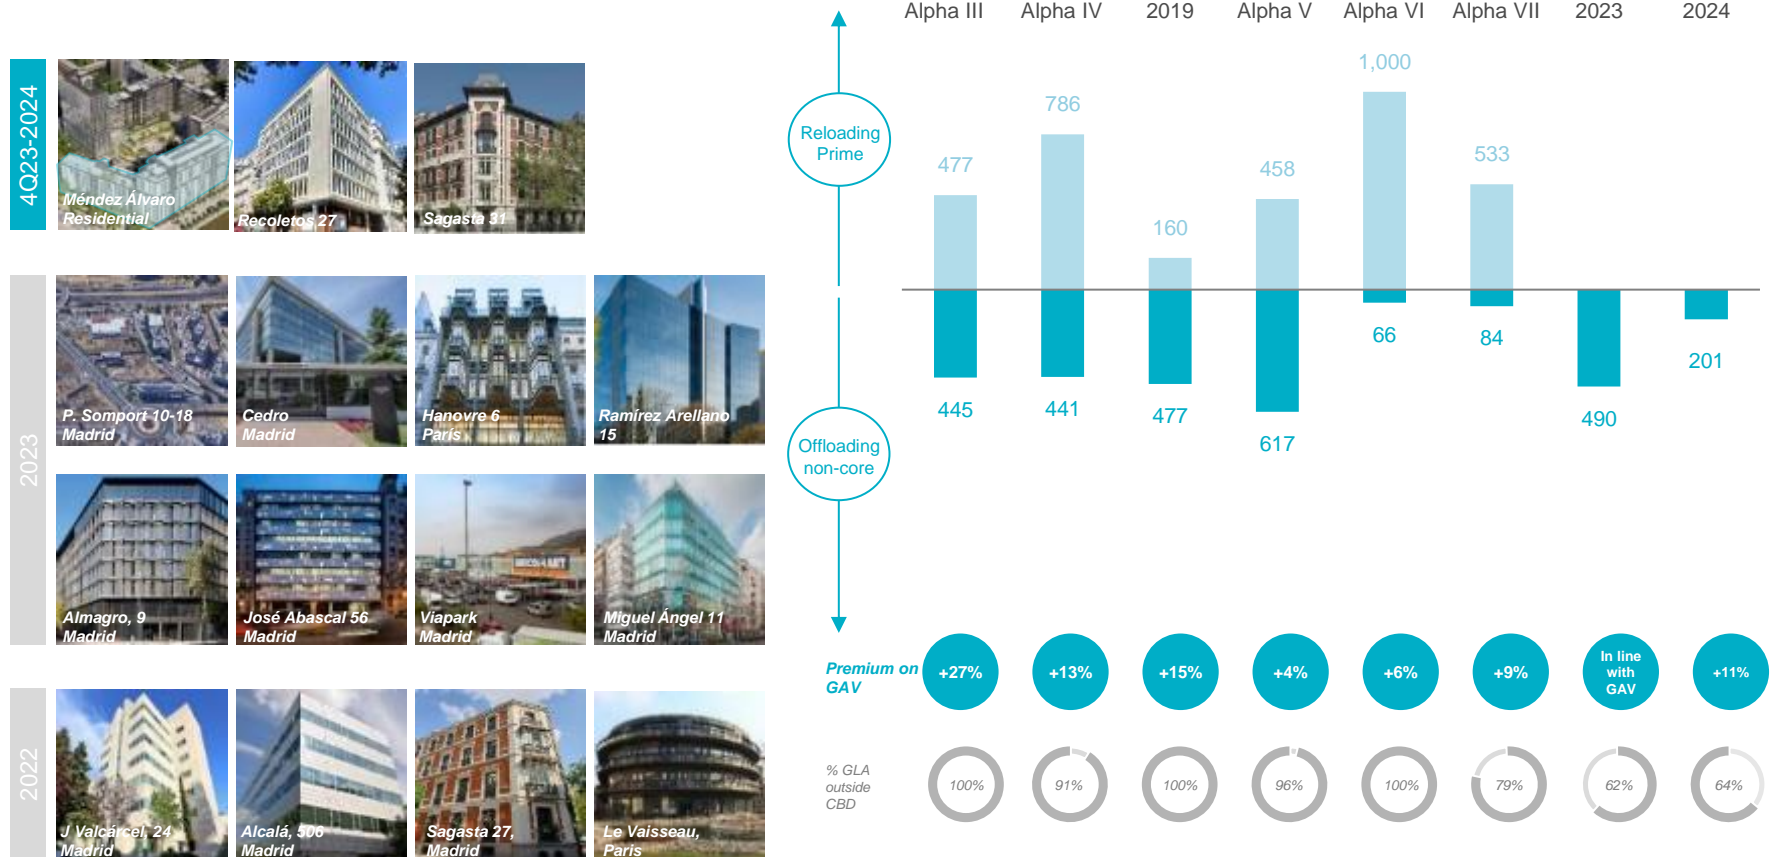 4Q23-2024
Méndez Álvaro
Residential
Recoletos 27
Sagasta 31
2023
P. Somport 10-18
Madrid
Cedro
Madrid
Hanovre 6
París
Ramírez Arellano
15
Almagro, 9
Madrid
José Abascal 56
Madrid
Viapark
Madrid
Miguel Ángel 11
Madrid
2022
J Valcárcel, 24
Madrid
Alcalá, 506
Madrid
Sagasta 27,
Madrid
Le Vaisseau,
Paris
Alpha III
Alpha IV
2019
Alpha V
Alpha VI
Alpha VII
2023
2024
Reloading
Prime
477
786
160
458
1,000
533
Offloading
non-core
445
441
477
617
66
84
490
201
Premium on
GAV
+27%
+13%
+15%
+4%
+6%
+9%
In line
with
GAV
+11%
% GLA
outside
CBD
100%
91%
100%
96%
100%
79%
62%
64%